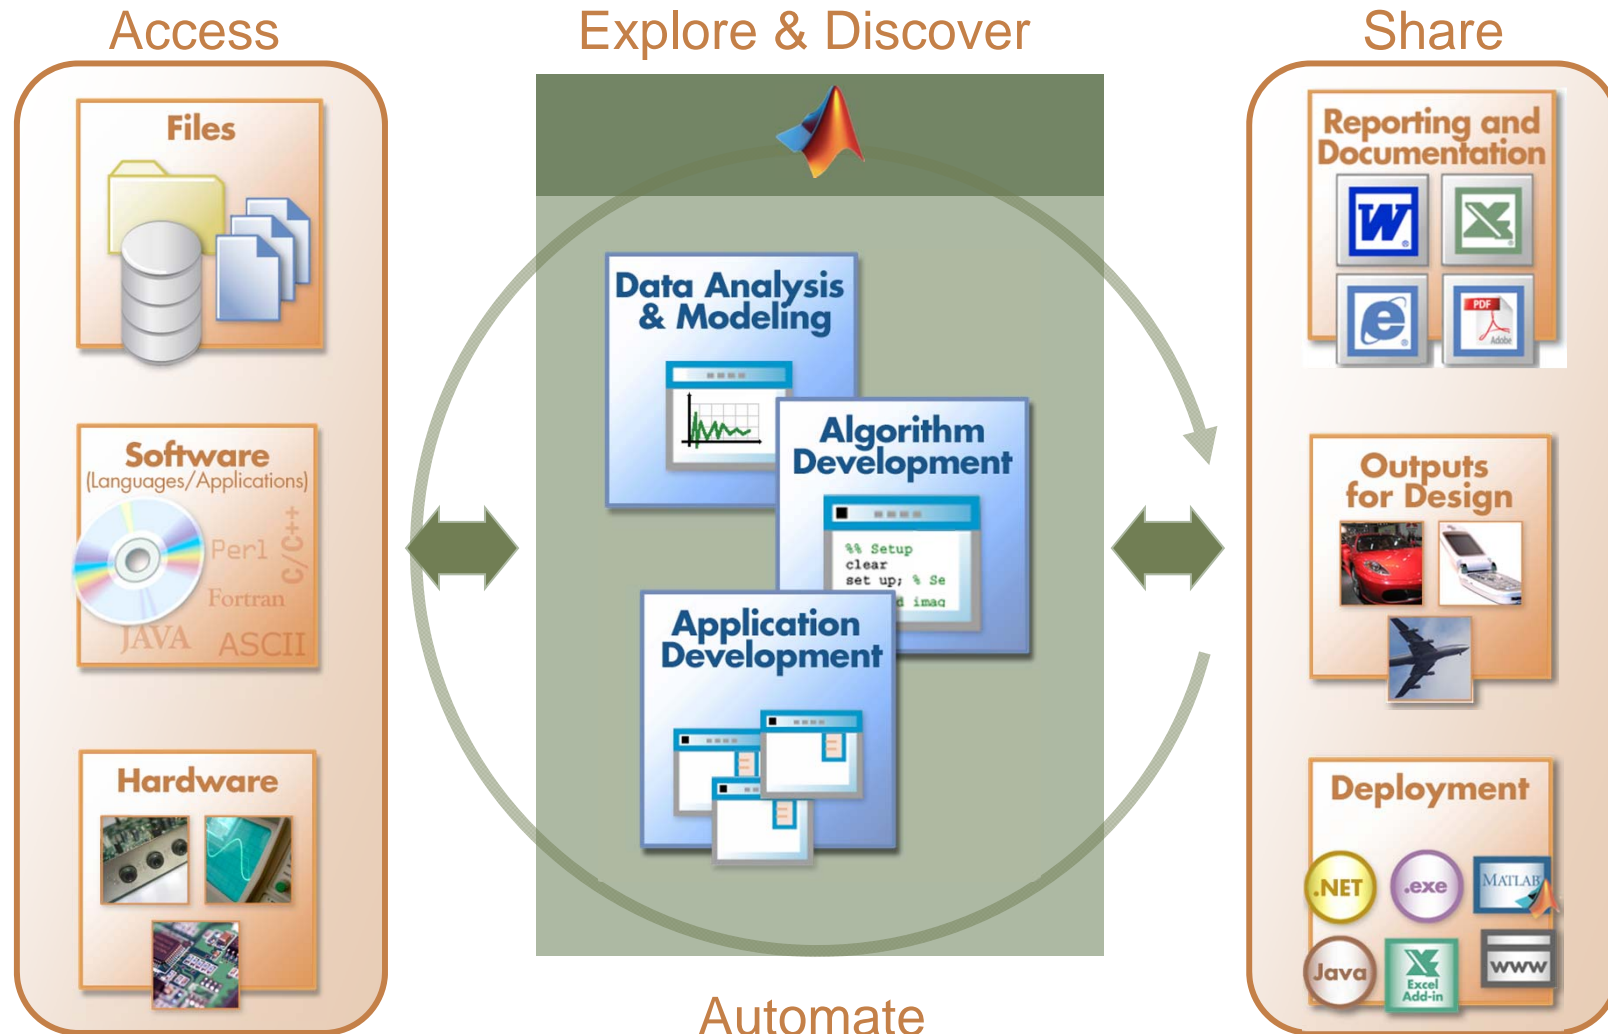 Access
Explore & Discover
Share
Files
Software
(Languages/Applications)
Perl
C/C++
Fortran
JAVA
ASCII
Hardware
Data Analysis
& Modeling
Algorithm
Development
%% Setup
clear
set up; % Se
d imag
Application
Development
Automate
Reporting and
Documentation
W
X
e
PDF
Adobe
Outputs
for Design
Deployment
.NET
.exe
MATLAB
Java
Excel
Add-in
www